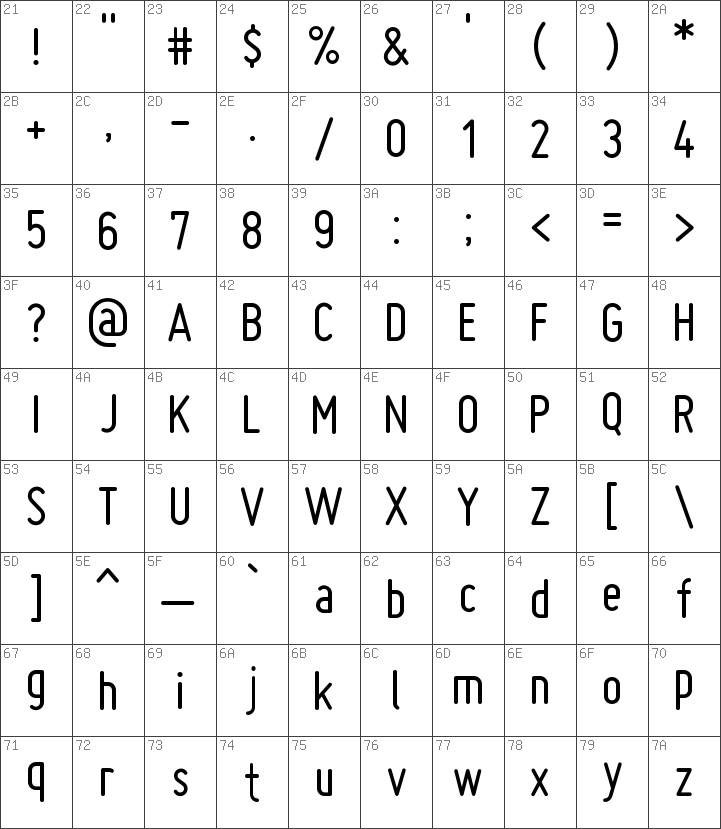 21 22 23 24 25 26 27 28 29 2A
! " # $ % & ' ( ) *
2B 2C 2D 2E 2F 30 31 32 33 34
+ , - . / 0 1 2 3 4
35 36 37 38 39 3A 3B 3C 3D 3E
5 6 7 8 9 : ; < = >
3F 40 41 42 43 44 45 46 47 48
? @ A B C D E F G H
49 4A 4B 4C 4D 4E 4F 50 51 52
I J K L M N O P Q R
53 54 55 56 57 58 59 5A 5B 5C
S T U V W X Y Z [ \
5D 5E 5F 60 61 62 63 64 65 66
] ^ _ ` a b c d e f
67 68 69 6A 6B 6C 6D 6E 6F 70
g h i j k l m n o p
71 72 73 74 75 76 77 78 79 7A
q r s t u v w x y z